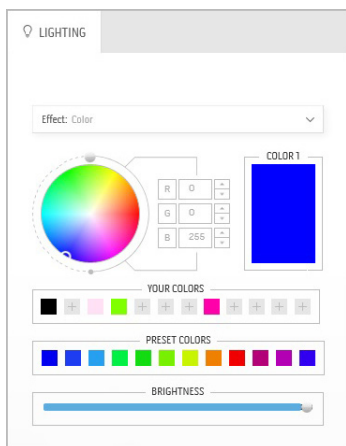 LIGHTING
Effect: Color
COLOR 1
R 0
G 0
B 255
YOUR COLORS
PRESET COLORS
BRIGHTNESS